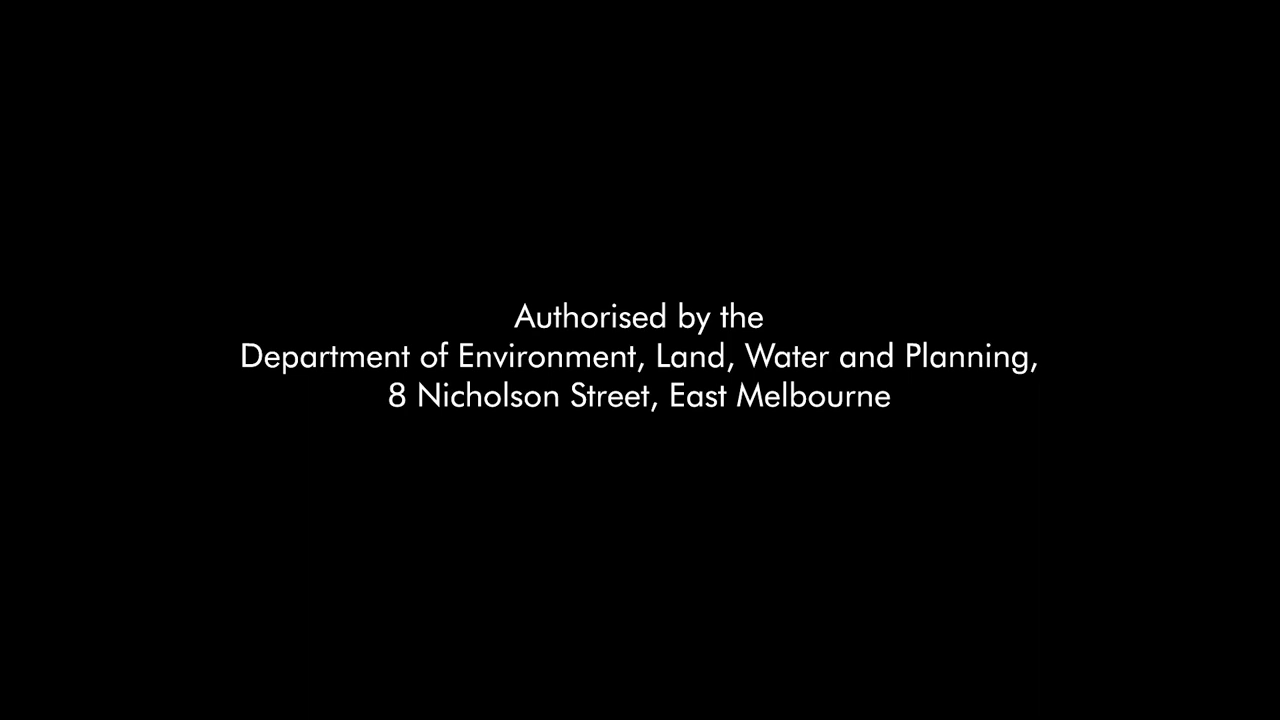 Authorised by the
Department of Environment, Land, Water and Planning,
8 Nicholson Street, East Melbourne